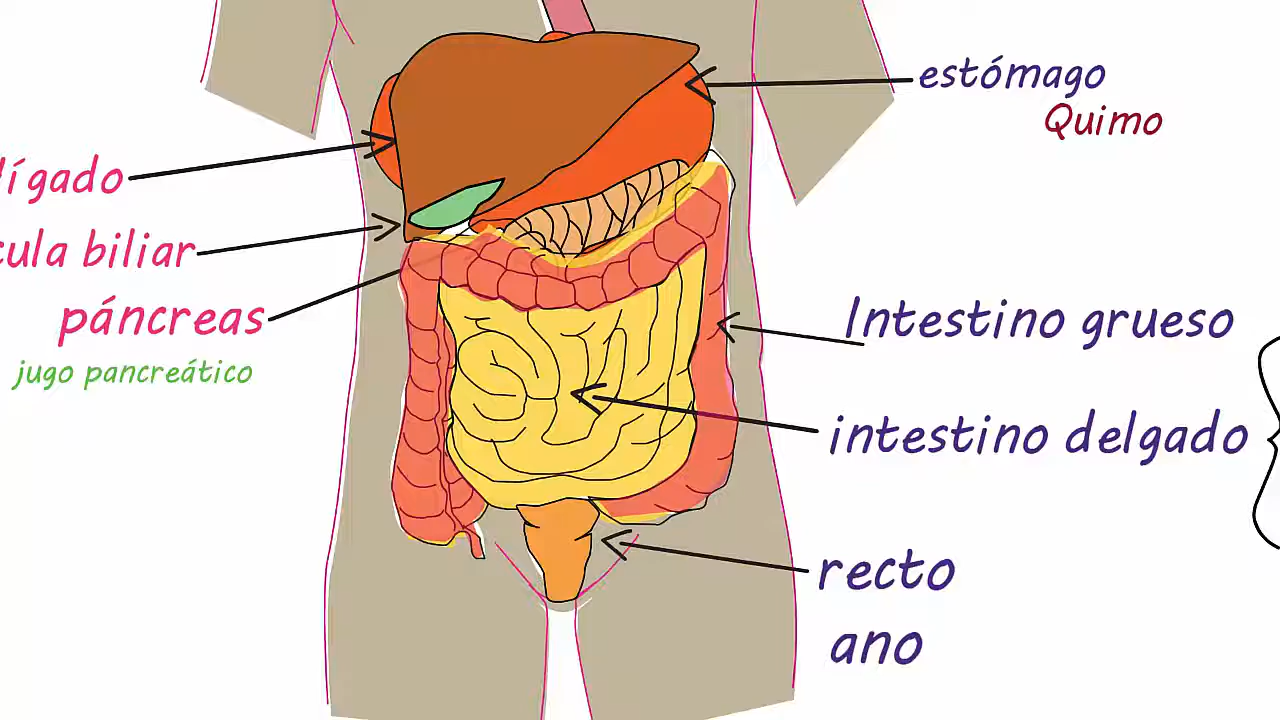 estómago
Quimo
ígado
cula biliar
páncreas
jugo pancreático
Intestino grueso
intestino delgado
recto
ano